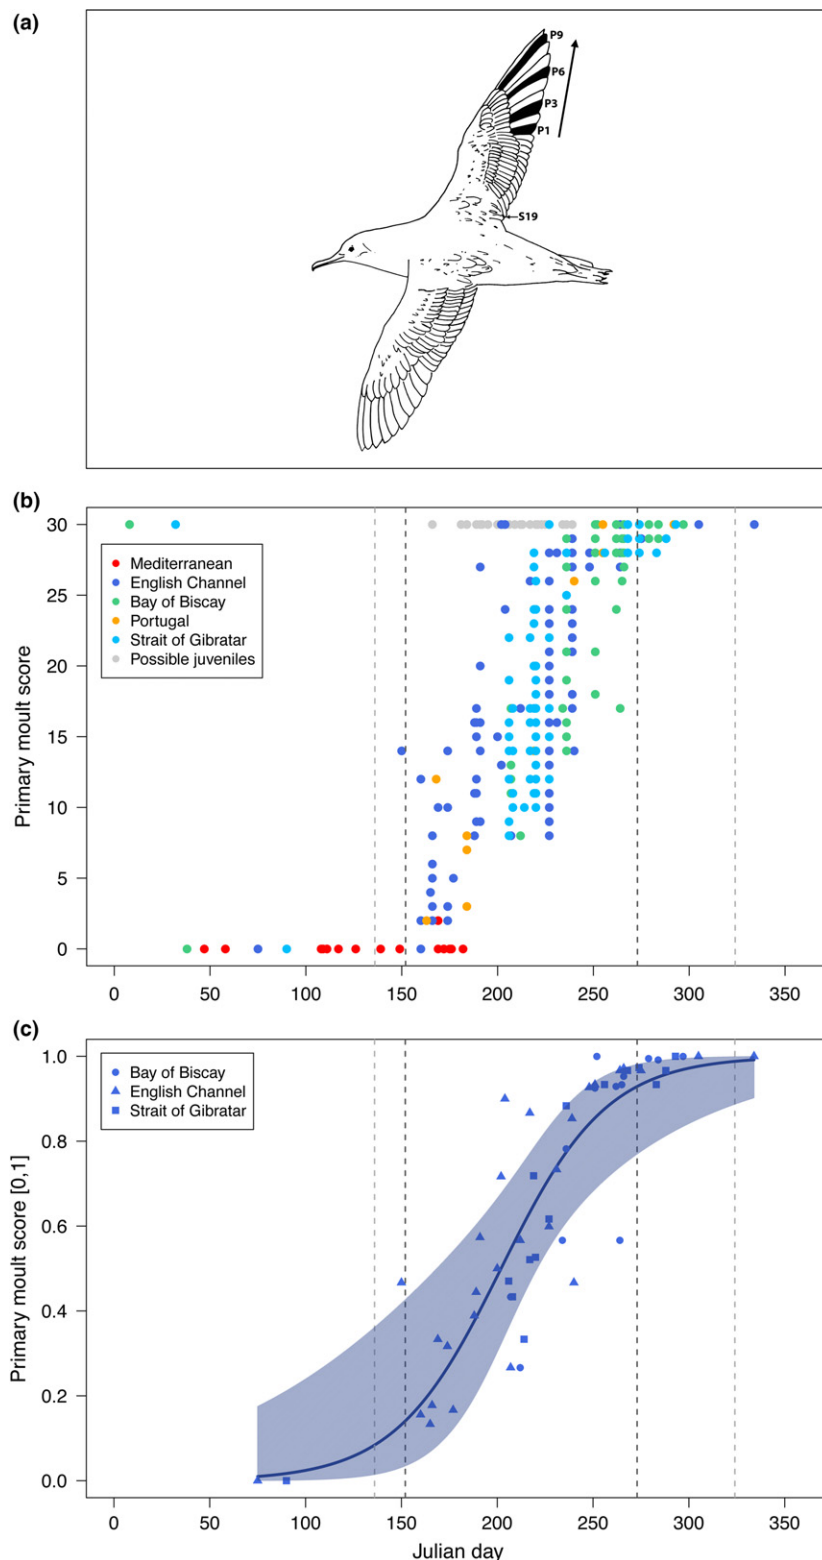 (a)
P9
P6
P3
P1
S19
(b)
Primary moult score
30
25
20
15
10
5
0
Mediterranean
English Channel
Bay of Biscay
Portugal
Strait of Gibratar
Possible juveniles
0 50 100 150 200 250 300 350
(c)
Primary moult score [0,1]
1.0
0.8
0.6
0.4
0.2
0.0
Bay of Biscay
English Channel
Strait of Gibratar
0 50 100 150 200 250 300 350
Julian day